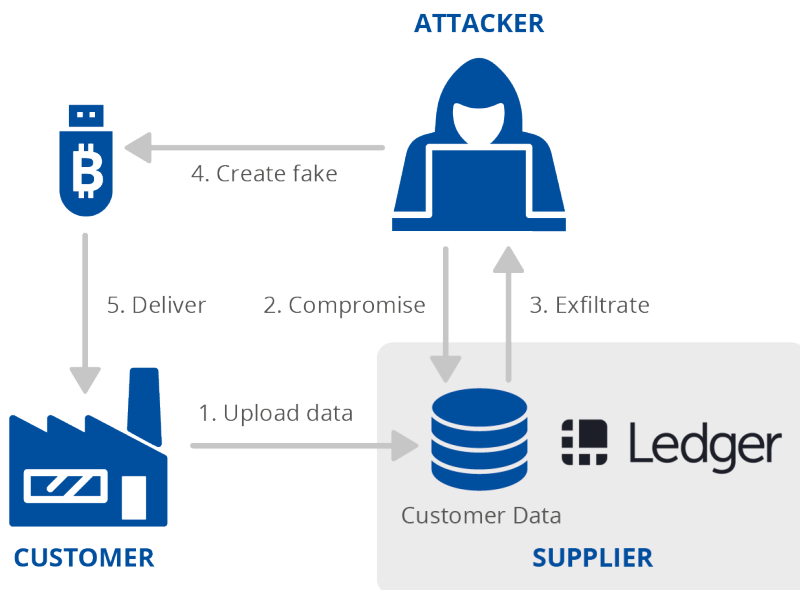 ATTACKER
4. Create fake
5. Deliver
2. Compromise
3. Exfiltrate
1. Upload data
Ledger
Customer Data
CUSTOMER
SUPPLIER